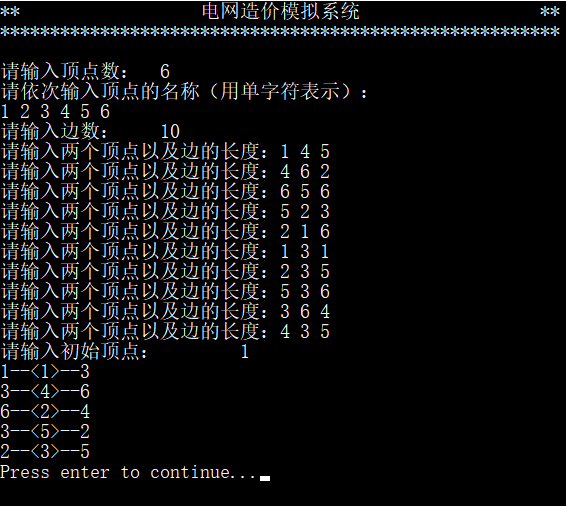 ** 电网造价模拟系统 **
********************************************************
请输入顶点数： 6
请依次输入顶点的名称（用单字符表示）：
1 2 3 4 5 6
请输入边数： 10
请输入两个顶点以及边的长度：1 4 5
请输入两个顶点以及边的长度：4 6 2
请输入两个顶点以及边的长度：6 5 6
请输入两个顶点以及边的长度：5 2 3
请输入两个顶点以及边的长度：2 1 6
请输入两个顶点以及边的长度：1 3 1
请输入两个顶点以及边的长度：2 3 5
请输入两个顶点以及边的长度：5 3 6
请输入两个顶点以及边的长度：3 6 4
请输入两个顶点以及边的长度：4 3 5
请输入初始顶点： 1
1--<1>--3
3--<4>--6
6--<2>--4
3--<5>--2
2--<3>--5
Press enter to continue...